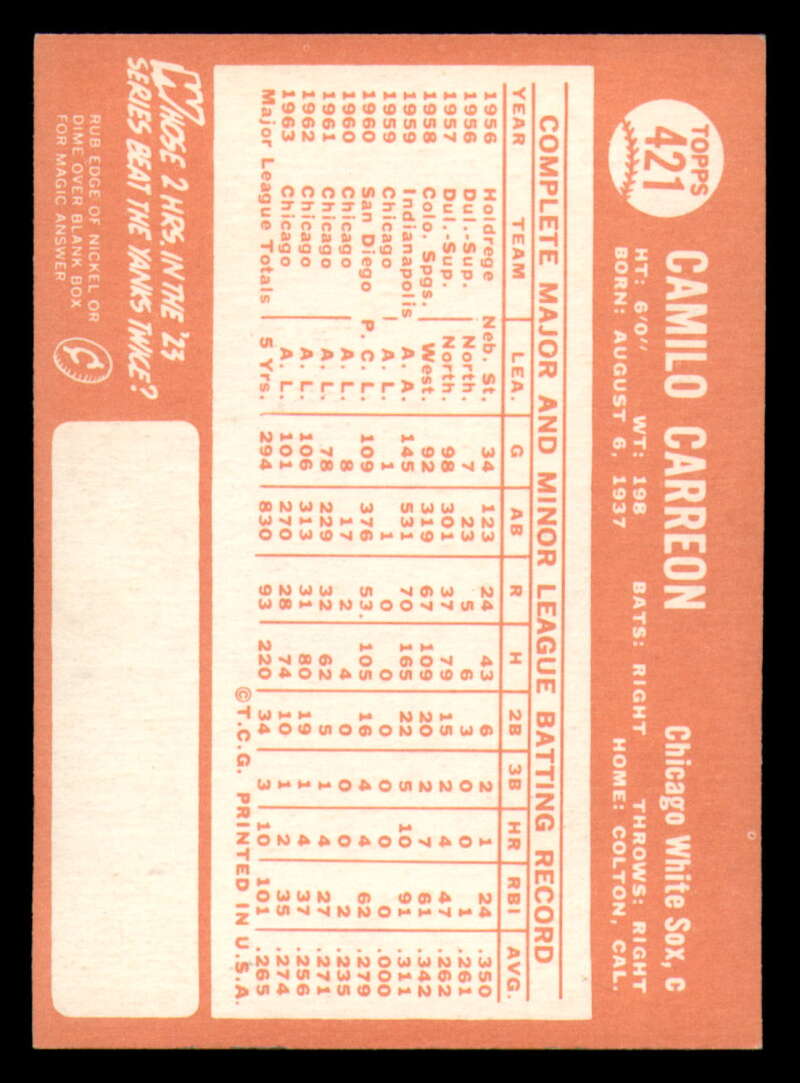 TOPPS
421
CAMILO CARREON
Chicago White Sox, C
HT: 6'0" WT: 198 BATS: RIGHT THROWS: RIGHT
BORN: AUGUST 6, 1937 HOME: COLTON, CAL.
COMPLETE MAJOR AND MINOR LEAGUE BATTING RECORD
YEAR TEAM LEA. G AB R H 2B 3B HR RBI AVG.
1956 Holdrege Neb. St. 34 123 24 43 6 2 1 24 .350
1956 Dul.-Sup. North. 7 23 5 6 3 0 0 1 .261
1957 Dul.-Sup. North. 98 301 37 79 15 2 4 47 .262
1958 Colo. Spgs. West. 92 319 67 109 20 2 7 61 .342
1959 Indianapolis A. A. 145 531 70 165 22 5 10 91 .311
1959 Chicago A. L. 1 1 0 0 0 0 0 0 .000
1960 San Diego P. C. L. 109 376 53. 105 16 4 4 62 .279
1960 Chicago A. L. 8 17 2 4 0 0 0 2 .235
1961 Chicago A. L. 78 229 32 62 5 1 4 27 .271
1962 Chicago A. L. 106 313 31 80 19 1 4 37 .256
1963 Chicago A. L. 101 270 28 74 10 1 2 35 .274
Major League Totals 5 Yrs. 294 830 93 220 34 3 10 101 .265
©T.C.G. PRINTED IN U.S.A.
WHOSE 2 HRS. IN THE '23
SERIES BEAT THE YANKS TWICE?
RUB EDGE OF NICKEL OR
DIME OVER BLANK BOX
FOR MAGIC ANSWER